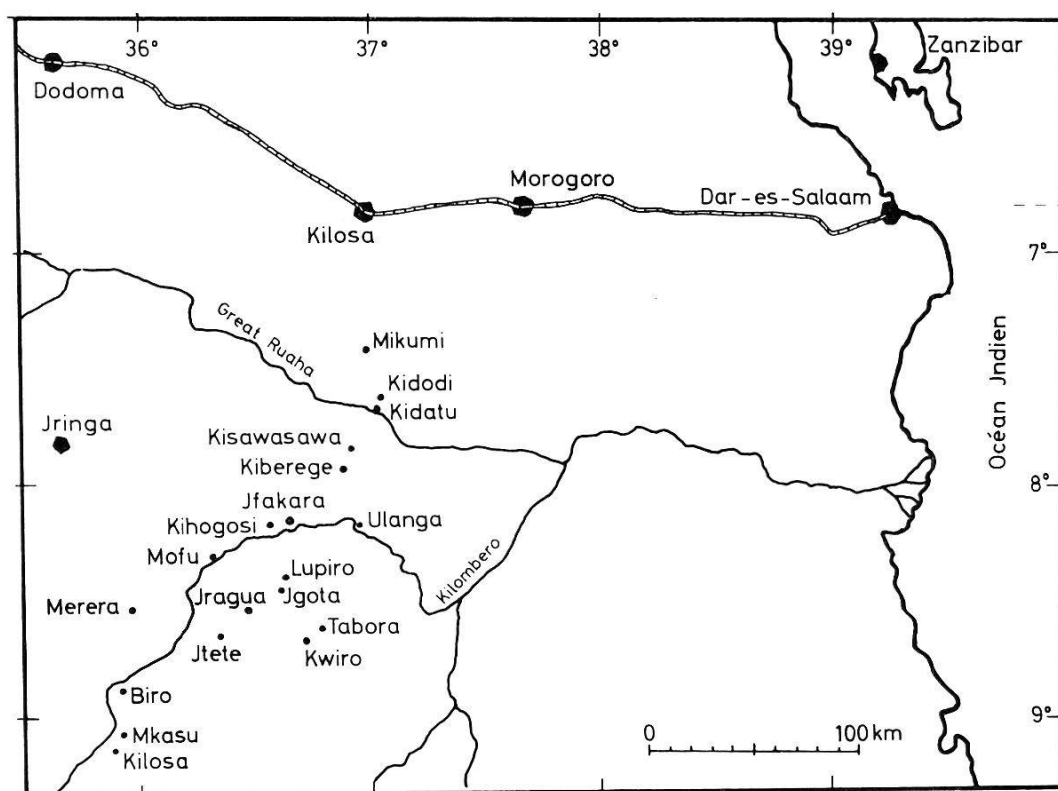 36°
37°
38°
39°
Zanzibar
Dodoma
Morogoro
Dar-es-Salaam
Kilosa
7°
Great Ruaha
Mikumi
Kidodi
Kidatu
Jringa
Océan Jndien
Kisawasawa
Kiberege
8°
Jfakara
Kihogosi
Ulanga
Mofu
Lupiro
Kilombero
Merera
Jragua
Jgota
Tabora
Jtete
Kwiro
Biro
9°
0
100 km
Mkasu
Kilosa